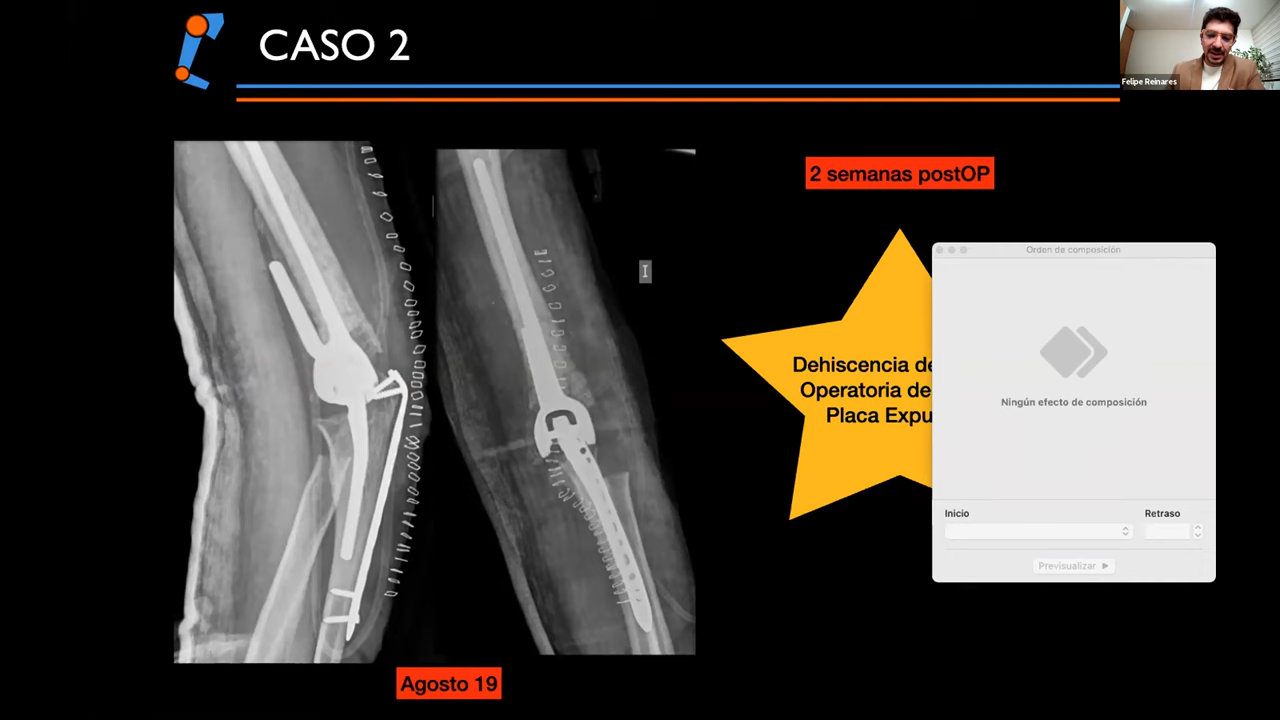 CASO 2
Felipe Reinares
2 semanas postOP
Orden de composición
Dehiscencia de
Operatoria de
Placa Expu
Ningún efecto de composición
Inicio
Retraso
Previsualizar
Agosto 19